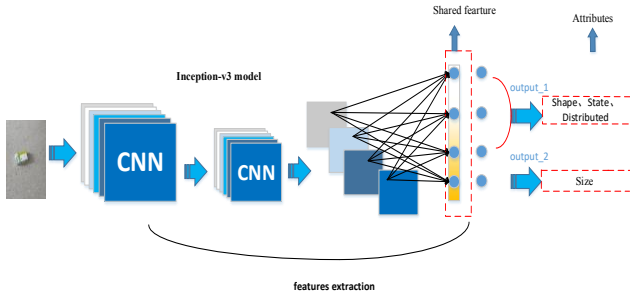 Shared fearture
Attributes
Inception-v3 model
output_1
Shape、State、
Distributed
CNN
CNN
output_2
Size
features extraction